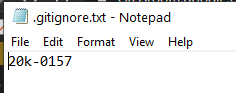 .gitignore.txt - Notepad
File Edit Format View Help
20k-0157